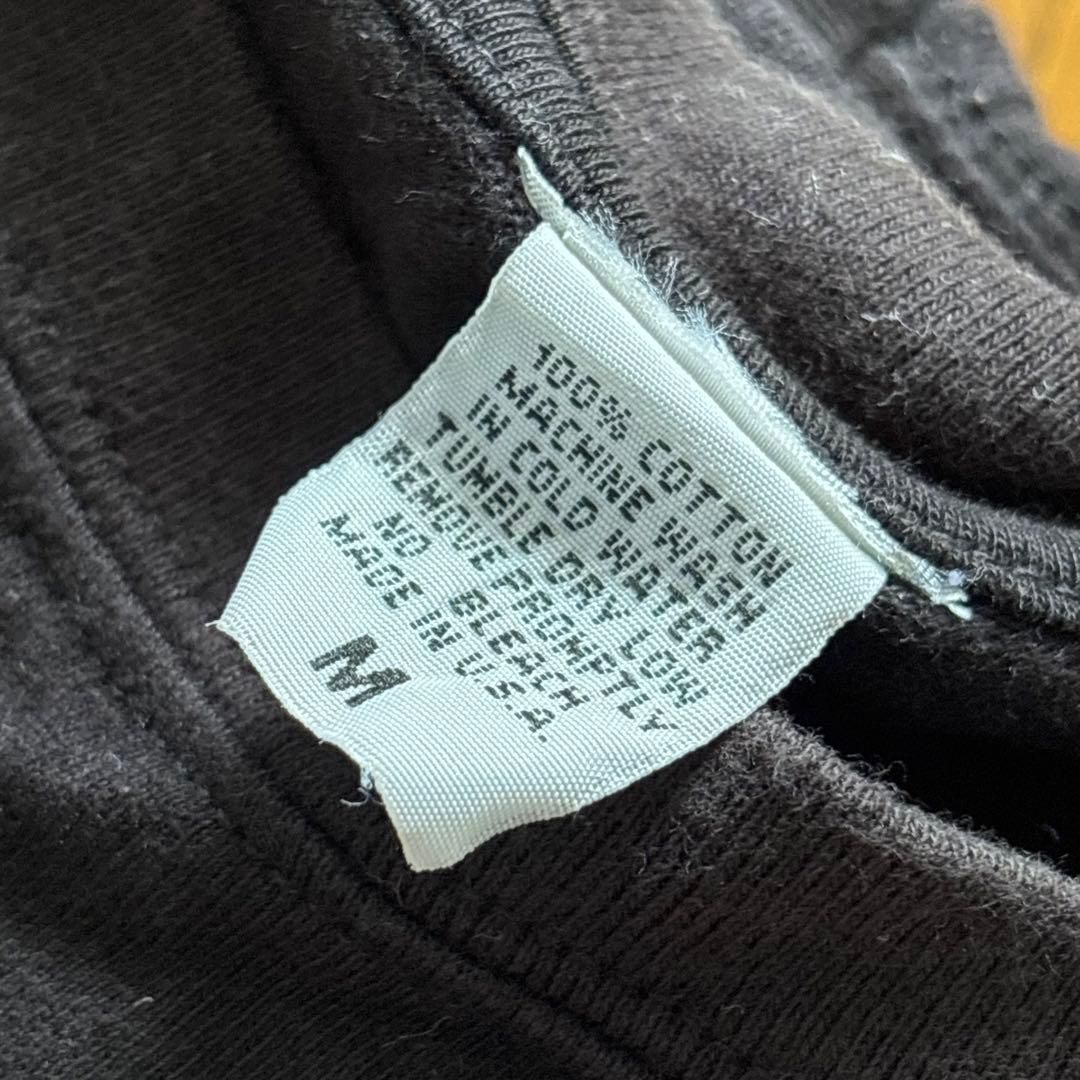 100% COTTON
MACHINE WASH
IN COLD WATER
TUMBLE DRY LOW
REMOVE PROMPTLY
NO BLEACH
MADE IN U.S.A.
M